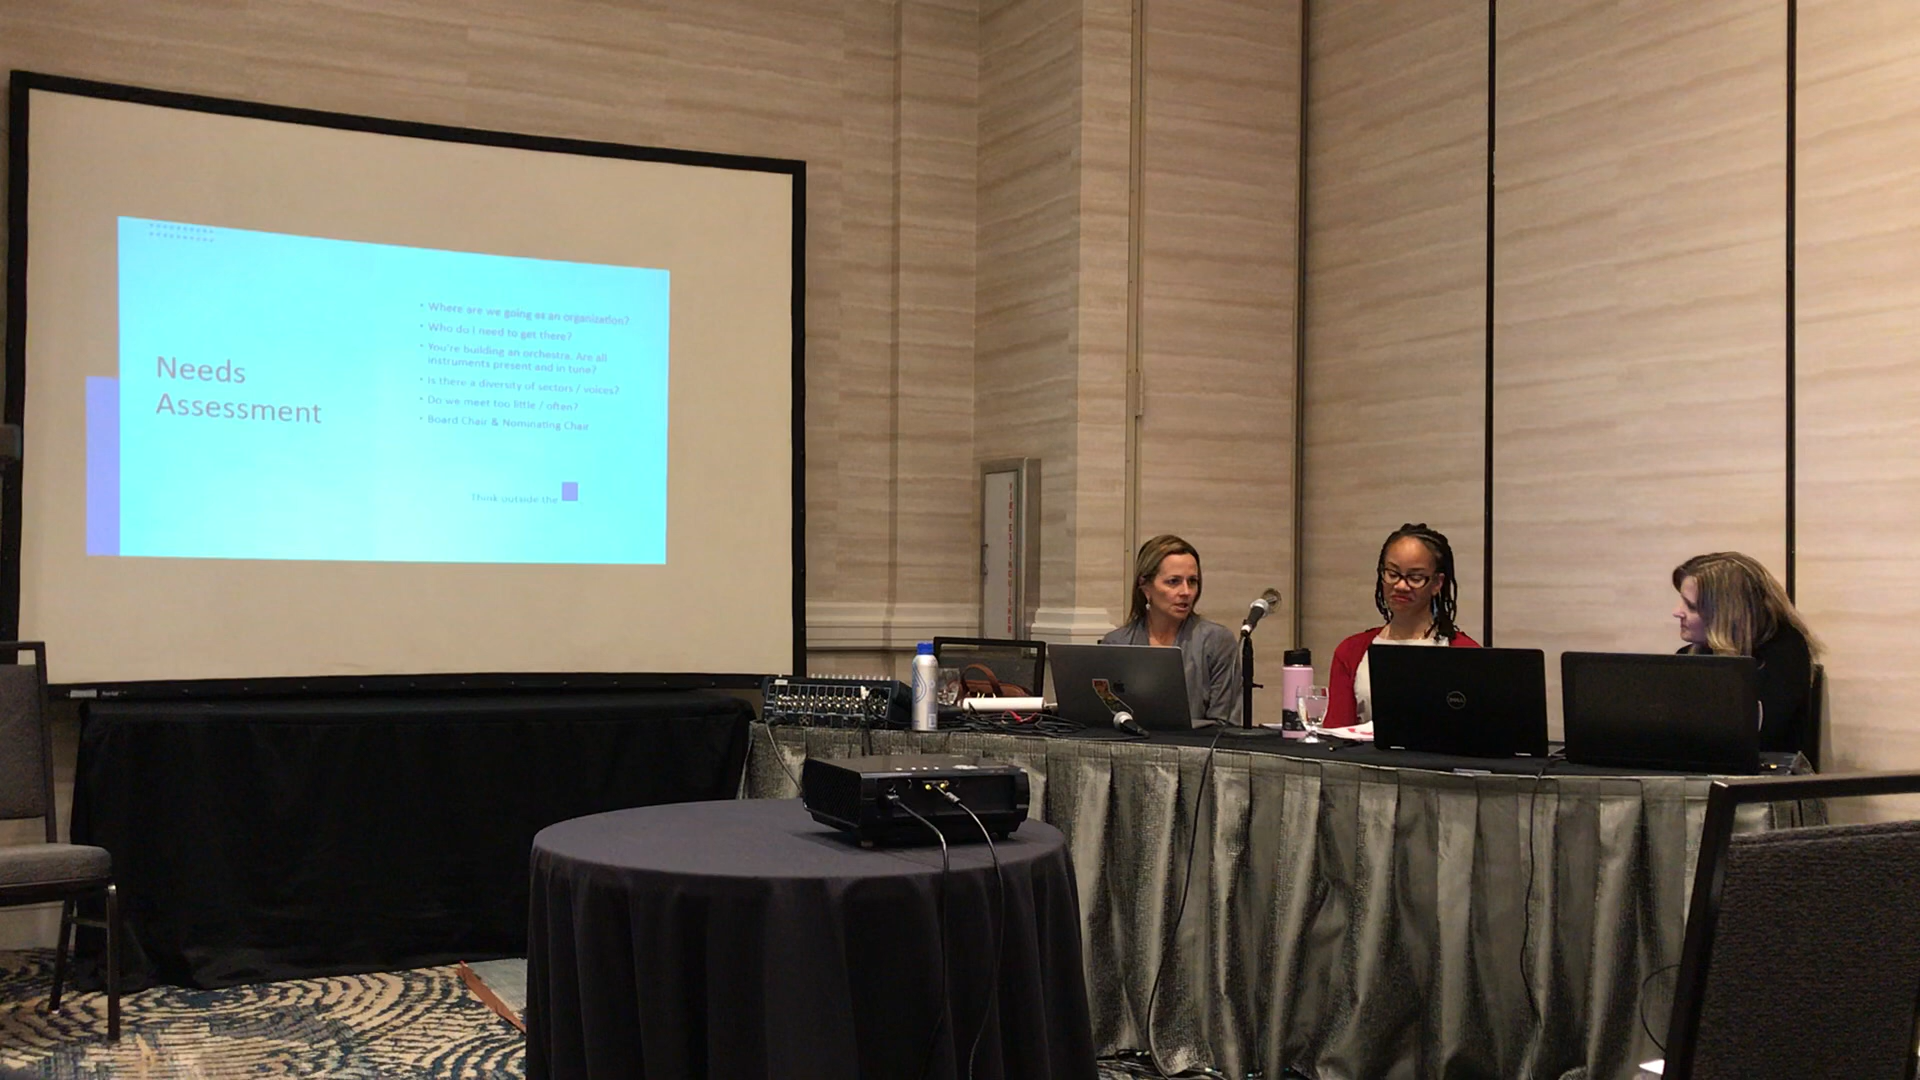 Needs
Assessment
• Where are we going as an organization?
• Who do I need to get there?
• You're building an orchestra. Are all
instruments present and in tune?
• Is there a diversity of sectors / voices?
• Do we meet too little / often?
• Board Chair & Nominating Chair
Think outside the
FIRE EXTINGUISHER
DELL